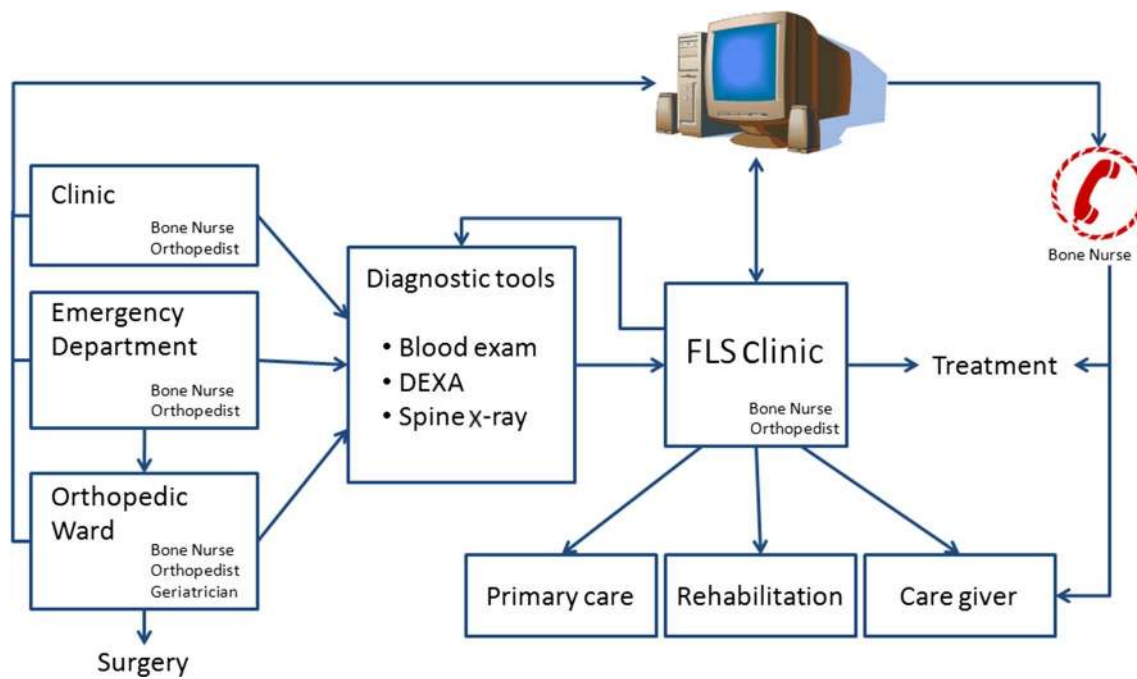 Clinic
Bone Nurse
Orthopedist
Emergency
Department
Bone Nurse
Orthopedist
Orthopedic
Ward
Bone Nurse
Orthopedist
Geriatrician
Surgery
Diagnostic tools
• Blood exam
• DEXA
• Spine x-ray
FLS Clinic
Bone Nurse
Orthopedist
Treatment
Bone Nurse
Primary care
Rehabilitation
Care giver